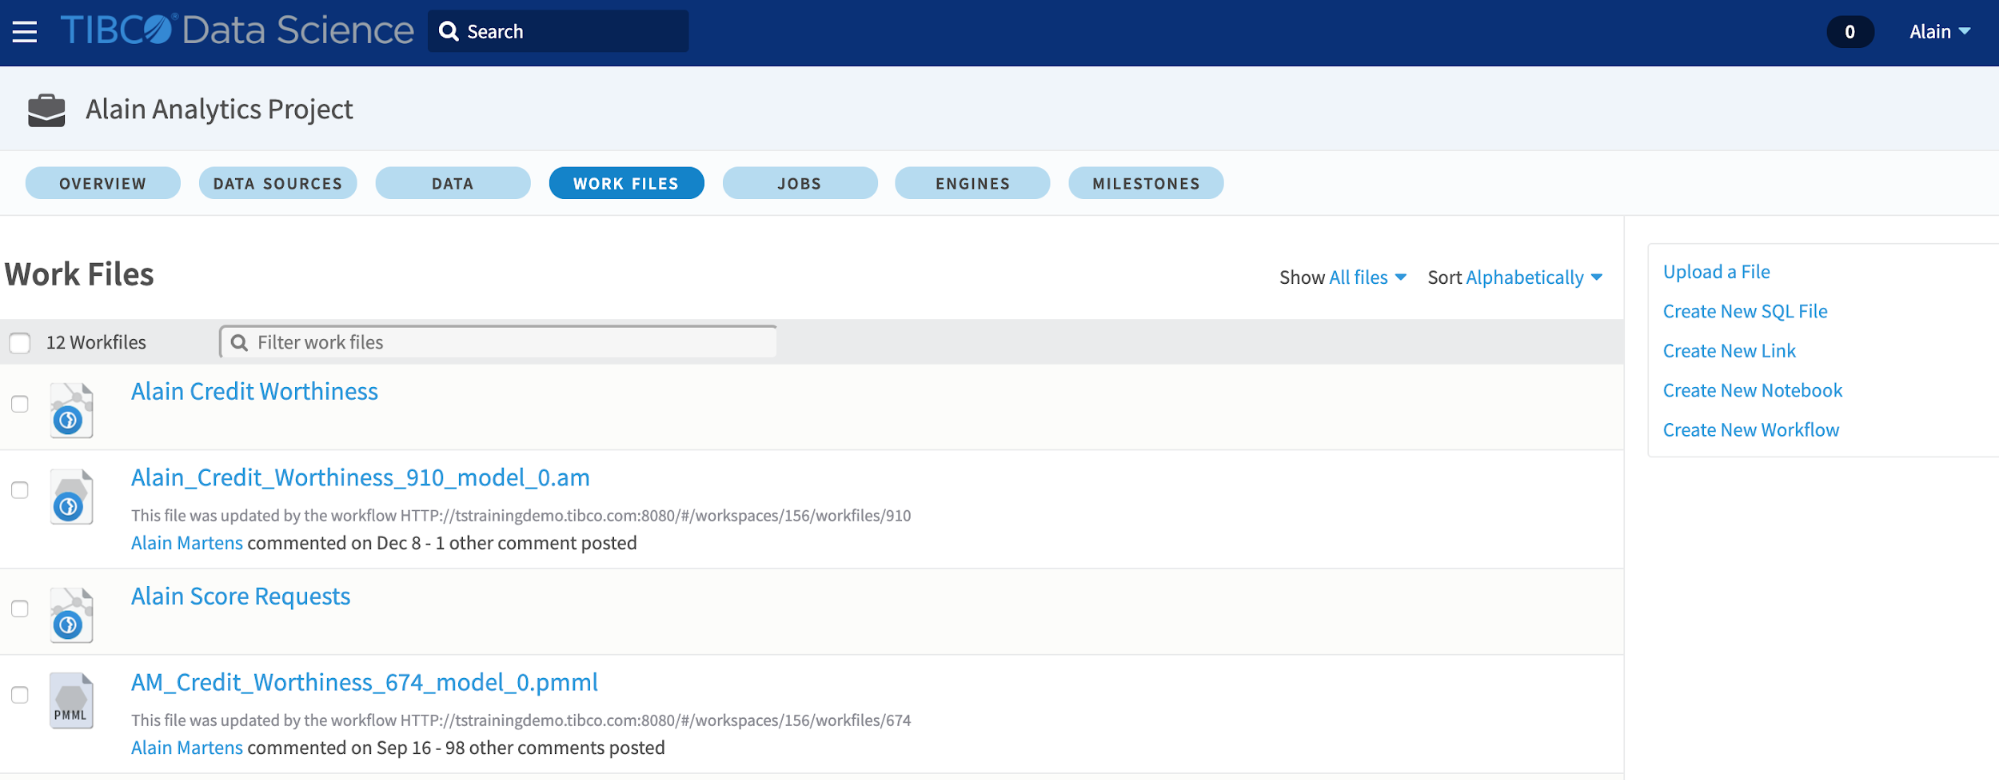 TIBCO® Data Science
Search
0
Alain
Alain Analytics Project
OVERVIEW
DATA SOURCES
DATA
WORK FILES
JOBS
ENGINES
MILESTONES
Work Files
Show All files
Sort Alphabetically
12 Workfiles
Filter work files
Alain Credit Worthiness
Alain_Credit_Worthiness_910_model_0.am
This file was updated by the workflow HTTP://tstrainingdemo.tibco.com:8080/#/workspaces/156/workfiles/910
Alain Martens commented on Dec 8 - 1 other comment posted
Alain Score Requests
PMML
AM_Credit_Worthiness_674_model_0.pmml
This file was updated by the workflow HTTP://tstrainingdemo.tibco.com:8080/#/workspaces/156/workfiles/674
Alain Martens commented on Sep 16 - 98 other comments posted
Upload a File
Create New SQL File
Create New Link
Create New Notebook
Create New Workflow